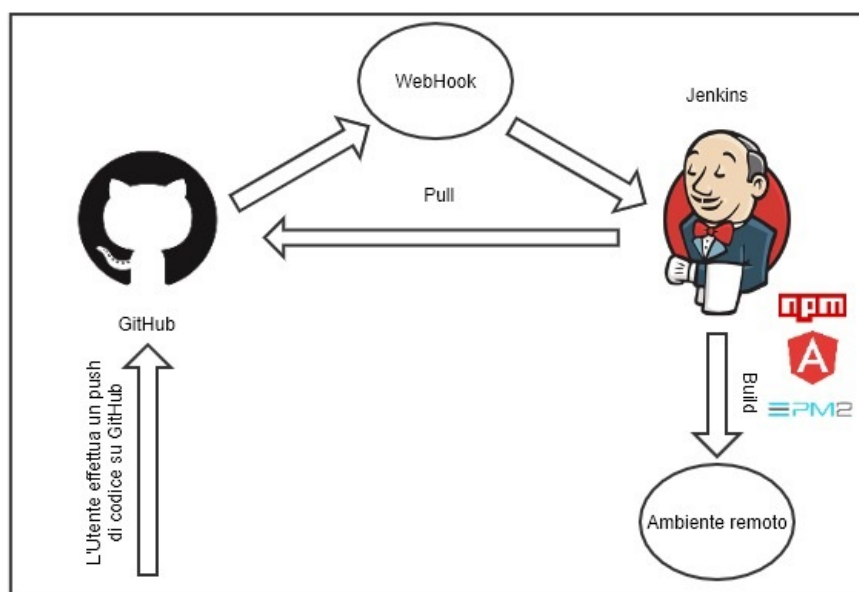 WebHook
Jenkins
Pull
GitHub
npm
A
Build
PM2
L'Utente effettua un push
di codice su GitHub
Ambiente remoto